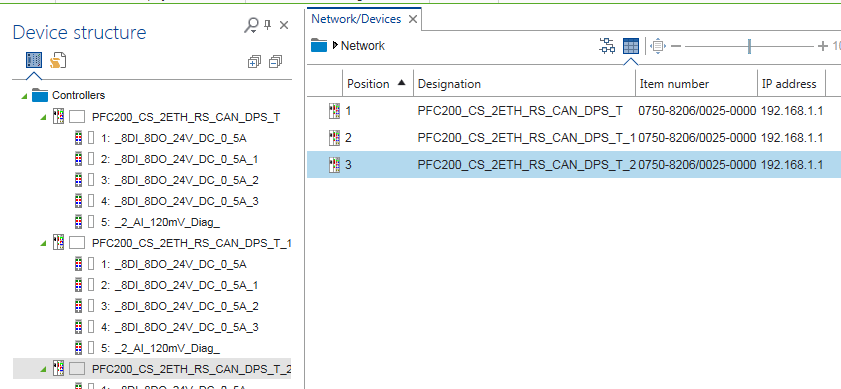 Device structure
Controllers
PFC200_CS_2ETH_RS_CAN_DPS_T
1: _8DI_8DO_24V_DC_0_5A
2: _8DI_8DO_24V_DC_0_5A_1
3: _8DI_8DO_24V_DC_0_5A_2
4: _8DI_8DO_24V_DC_0_5A_3
5: _2_AI_120mV_Diag_
PFC200_CS_2ETH_RS_CAN_DPS_T_1
1: _8DI_8DO_24V_DC_0_5A
2: _8DI_8DO_24V_DC_0_5A_1
3: _8DI_8DO_24V_DC_0_5A_2
4: _8DI_8DO_24V_DC_0_5A_3
5: _2_AI_120mV_Diag_
PFC200_CS_2ETH_RS_CAN_DPS_T_2
Network/Devices
Network
10
Position Designation Item number IP address
1 PFC200_CS_2ETH_RS_CAN_DPS_T 0750-8206/0025-0000 192.168.1.1
2 PFC200_CS_2ETH_RS_CAN_DPS_T_1 0750-8206/0025-0000 192.168.1.1
3 PFC200_CS_2ETH_RS_CAN_DPS_T_2 0750-8206/0025-0000 192.168.1.1